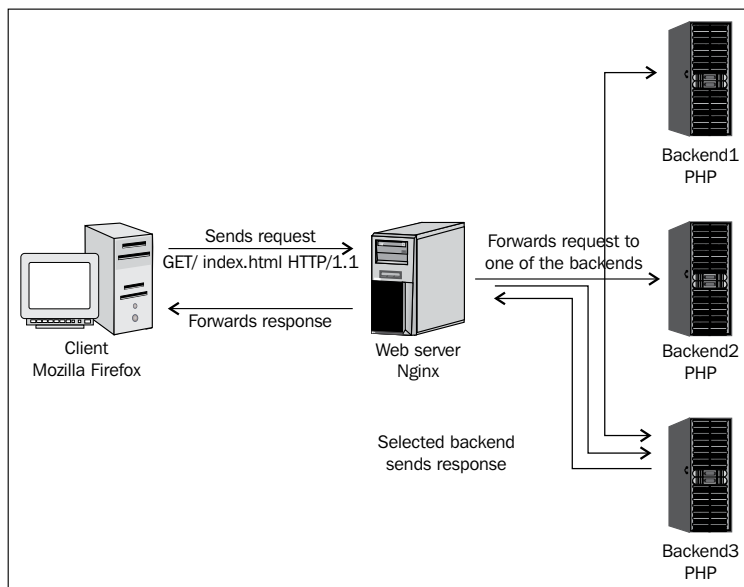 Backend1
PHP
Sends request
GET/ index.html HTTP/1.1
Forwards response
Client
Mozilla Firefox
Web server
Nginx
Forwards request to
one of the backends
Backend2
PHP
Selected backend
sends response
Backend3
PHP